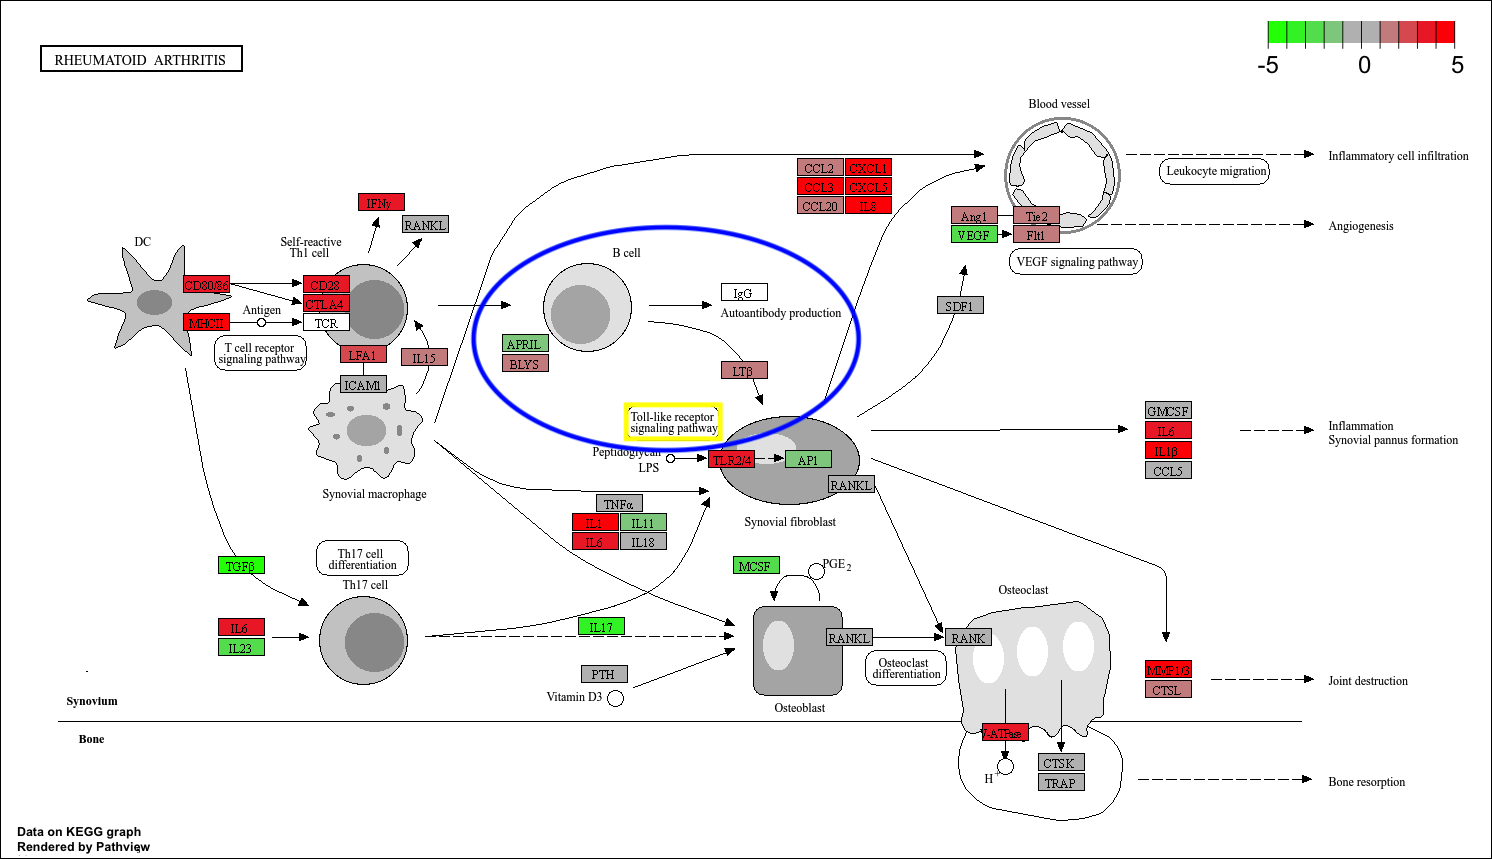 RHEUMATOID ARTHRITIS
-5 0 5
Blood vessel
Inflammatory cell infiltration
Leukocyte migration
CCL2 CXCL1
CCL3 CXCL5
CCL20 IL8
IFNγ
RANKL
Ang1 Tie2
VEGF Flt1
Angiogenesis
VEGF signaling pathway
DC
Self-reactive
Th1 cell
B cell
CD80/86 CD28
CTLA4
Antigen
MHCII TCR
T cell receptor
signaling pathway
LFA1 IL15
ICAM1
IgG
Autoantibody production
SDF1
APRIL
BLYS
LTβ
Toll-like receptor
signaling pathway
Peptidoglycan
LPS
TLR2/4 AP1
RANKL
Synovial fibroblast
GMCSF
IL6
IL1β
CCL5
Inflammation
Synovial pannus formation
Synovial macrophage
TNFα
IL1 IL11
IL6 IL18
Th17 cell
differentiation
Th17 cell
TGFβ
IL6
IL23
IL17
MCSF
PGE2
PTH
Vitamin D3
RANKL RANK
Osteoclast
differentiation
Osteoblast
Osteoclast
MMP1/3
CTSL
Joint destruction
Synovium
Bone
V-ATPase
H+
CTSK
TRAP
Bone resorption
Data on KEGG graph
Rendered by Pathview